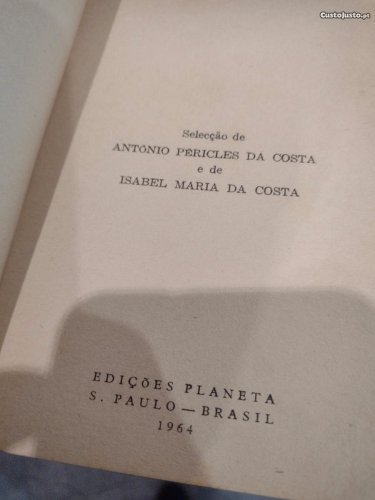 CustoJusto.pt
Selecção de
ANTÓNIO PÉRICLES DA COSTA
e de
ISABEL MARIA DA COSTA
EDIÇÕES PLANETA
S. PAULO — BRASIL
1964